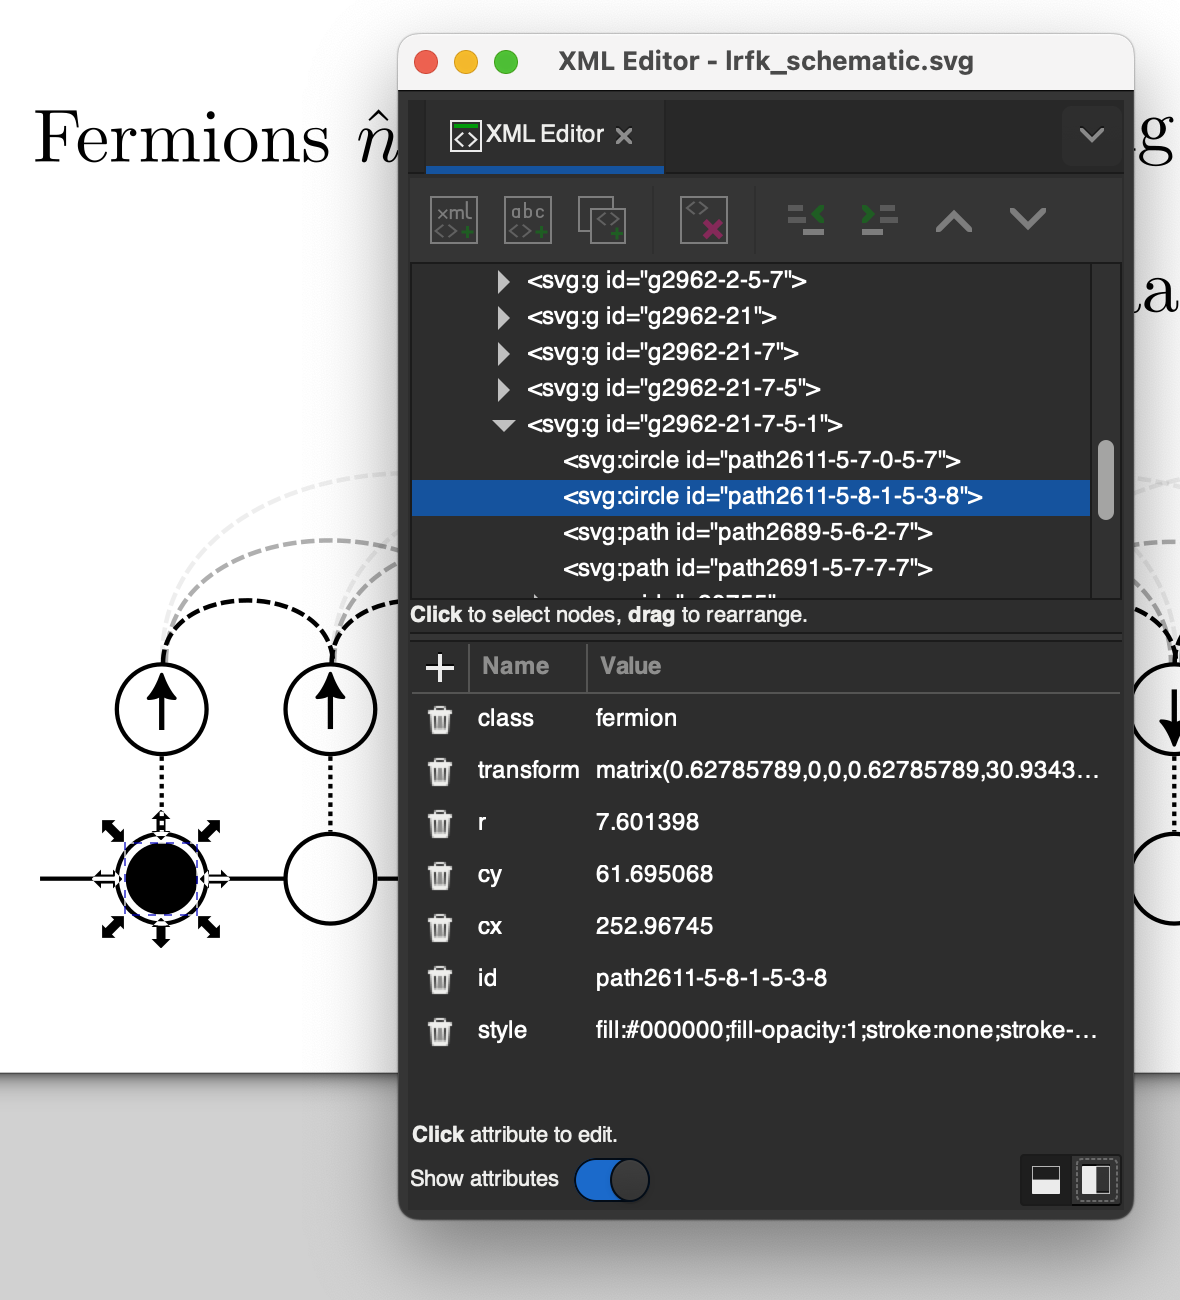 XML Editor - lrfk_schematic.svg
Fermions n̂
g
XML Editor
xml
abc
a
<svg:g id="g2962-2-5-7">
<svg:g id="g2962-21">
<svg:g id="g2962-21-7">
<svg:g id="g2962-21-7-5">
<svg:g id="g2962-21-7-5-1">
<svg:circle id="path2611-5-7-0-5-7">
<svg:circle id="path2611-5-8-1-5-3-8">
<svg:path id="path2689-5-6-2-7">
<svg:path id="path2691-5-7-7-7">
Click to select nodes, drag to rearrange.
Name Value
class fermion
transform matrix(0.62785789,0,0,0.62785789,30.9343...
r 7.601398
cy 61.695068
cx 252.96745
id path2611-5-8-1-5-3-8
style fill:#000000;fill-opacity:1;stroke:none;stroke-...
Click attribute to edit.
Show attributes